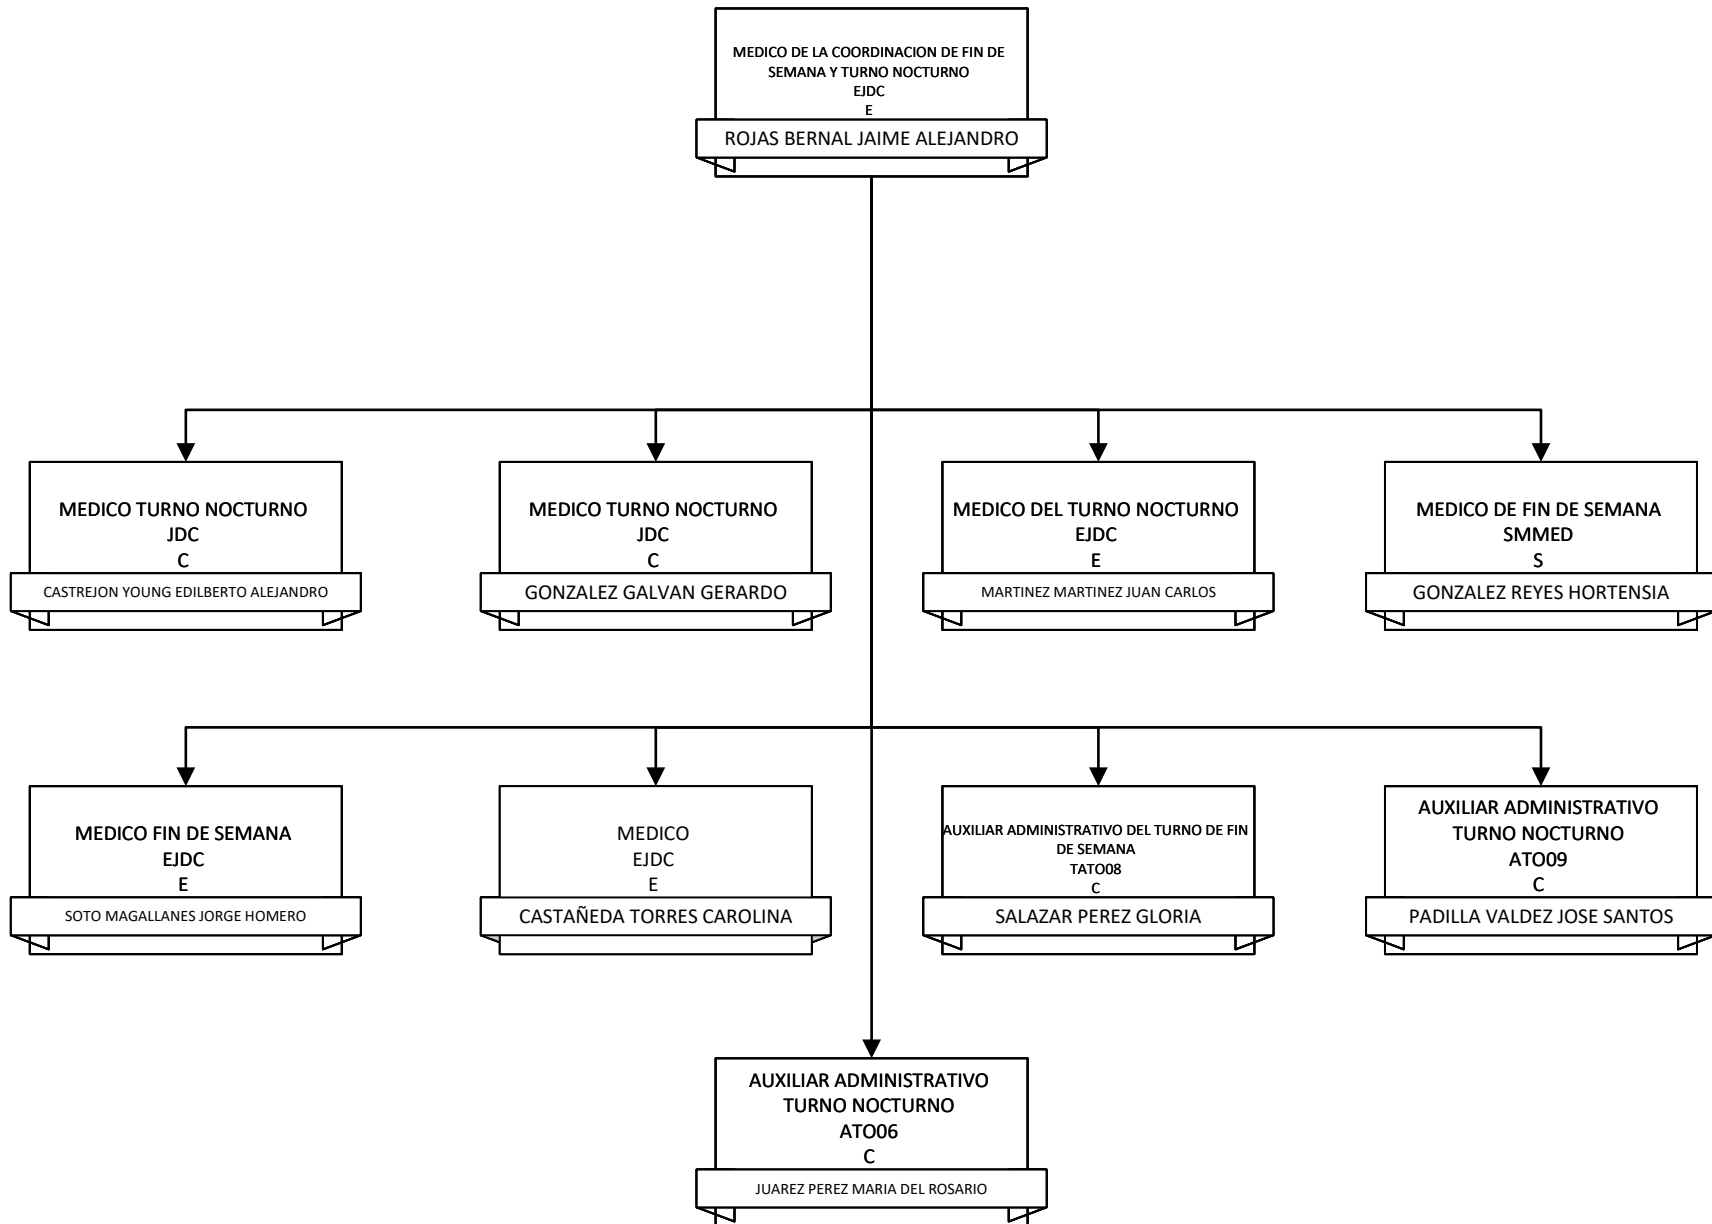 MEDICO DE LA COORDINACION DE FIN DE
SEMANA Y TURNO NOCTURNO
EJDC
E
ROJAS BERNAL JAIME ALEJANDRO
MEDICO TURNO NOCTURNO
JDC
C
CASTREJON YOUNG EDILBERTO ALEJANDRO
MEDICO TURNO NOCTURNO
JDC
C
GONZALEZ GALVAN GERARDO
MEDICO DEL TURNO NOCTURNO
EJDC
E
MARTINEZ MARTINEZ JUAN CARLOS
MEDICO DE FIN DE SEMANA
SMMED
S
GONZALEZ REYES HORTENSIA
MEDICO FIN DE SEMANA
EJDC
E
SOTO MAGALLANES JORGE HOMERO
MEDICO
EJDC
E
CASTAÑEDA TORRES CAROLINA
AUXILIAR ADMINISTRATIVO DEL TURNO DE FIN
DE SEMANA
TATO08
C
SALAZAR PEREZ GLORIA
AUXILIAR ADMINISTRATIVO
TURNO NOCTURNO
ATO09
C
PADILLA VALDEZ JOSE SANTOS
AUXILIAR ADMINISTRATIVO
TURNO NOCTURNO
ATO06
C
JUAREZ PEREZ MARIA DEL ROSARIO